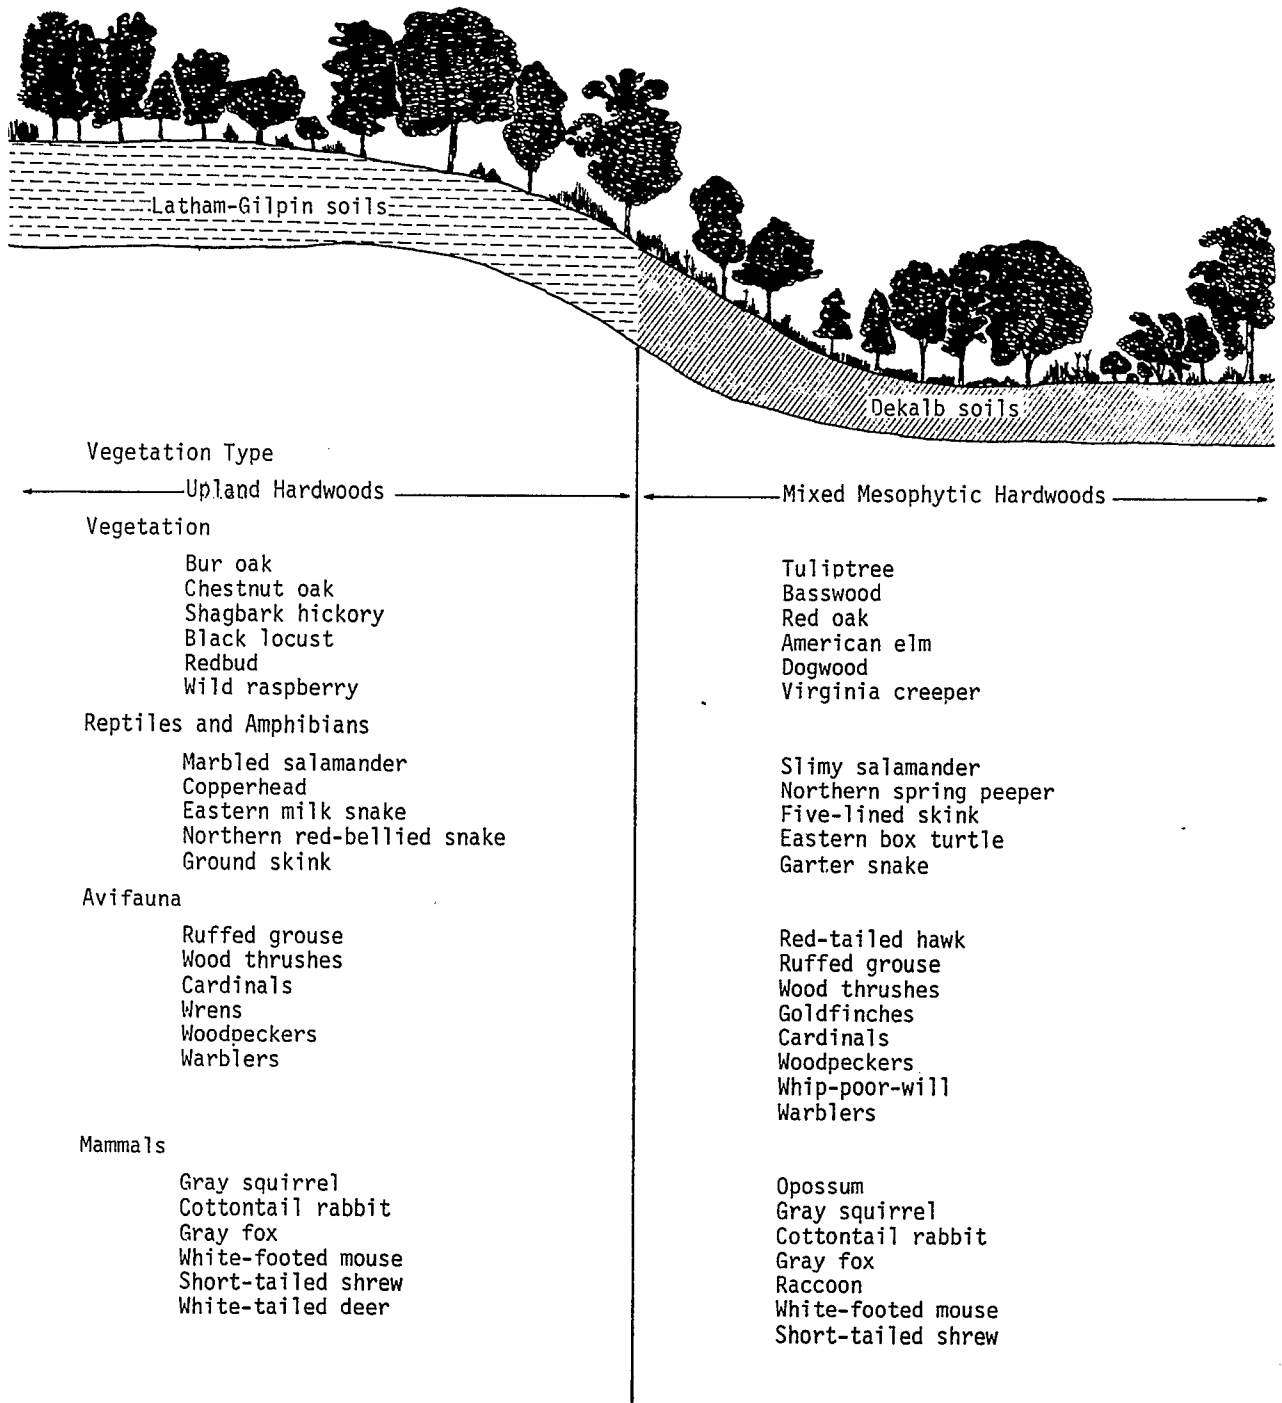 Latham-Gilpin soils
Dekalb soils
Vegetation Type
Upland Hardwoods
Mixed Mesophytic Hardwoods
Vegetation
Bur oak
Chestnut oak
Shagbark hickory
Black locust
Redbud
Wild raspberry
Tuliptree
Basswood
Red oak
American elm
Dogwood
Virginia creeper
Reptiles and Amphibians
Marbled salamander
Copperhead
Eastern milk snake
Northern red-bellied snake
Ground skink
Slimy salamander
Northern spring peeper
Five-lined skink
Eastern box turtle
Garter snake
Avifauna
Ruffed grouse
Wood thrushes
Cardinals
Wrens
Woodpeckers
Warblers
Red-tailed hawk
Ruffed grouse
Wood thrushes
Goldfinches
Cardinals
Woodpeckers
Whip-poor-will
Warblers
Mammals
Gray squirrel
Cottontail rabbit
Gray fox
White-footed mouse
Short-tailed shrew
White-tailed deer
Opossum
Gray squirrel
Cottontail rabbit
Gray fox
Raccoon
White-footed mouse
Short-tailed shrew